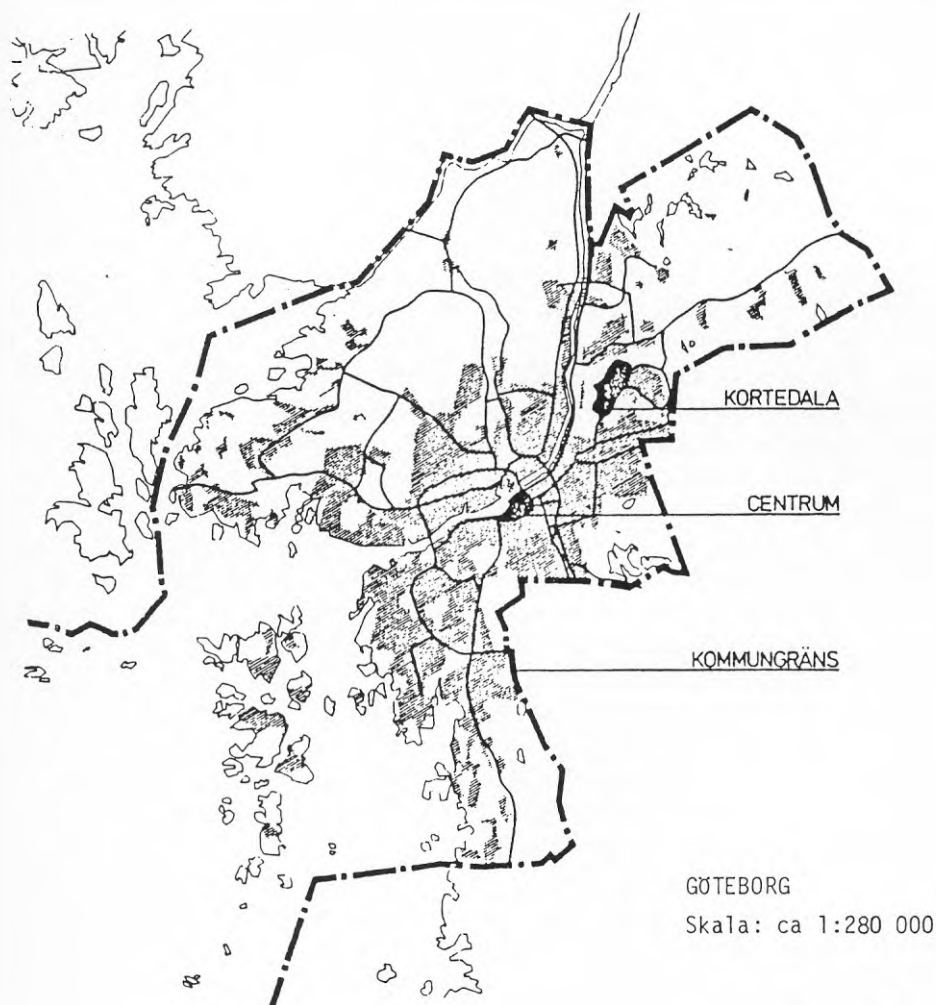 KORTEDALA
CENTRUM
KOMMUNGRÄNS
GÖTEBORG
Skala: ca 1:280 000